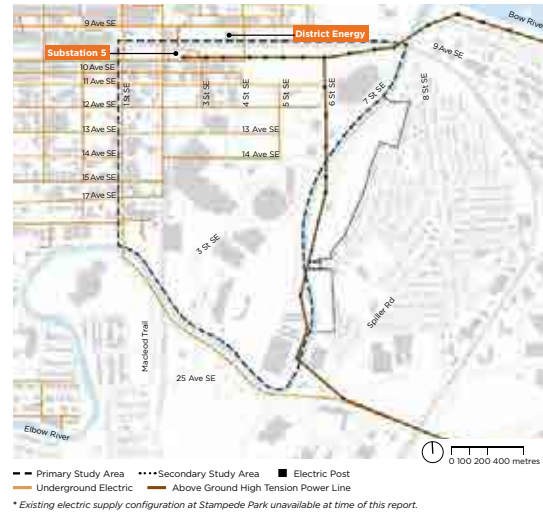 9 Ave SE
District Energy
Bow River
Substation 5
9 Ave SE
10 Ave SE
11 Ave SE
1 St SE
3 St SE
4 St SE
5 St SE
6 St SE
7 St SE
8 St SE
12 Ave SE
13 Ave SE
13 Ave SE
14 Ave SE
14 Ave SE
15 Ave SE
17 Ave SE
3 St SE
Macleod Trail
Spiller Rd
25 Ave SE
Elbow River
0 100 200 400 metres
Primary Study Area
Secondary Study Area
Electric Post
Underground Electric
Above Ground High Tension Power Line
* Existing electric supply configuration at Stampede Park unavailable at time of this report.